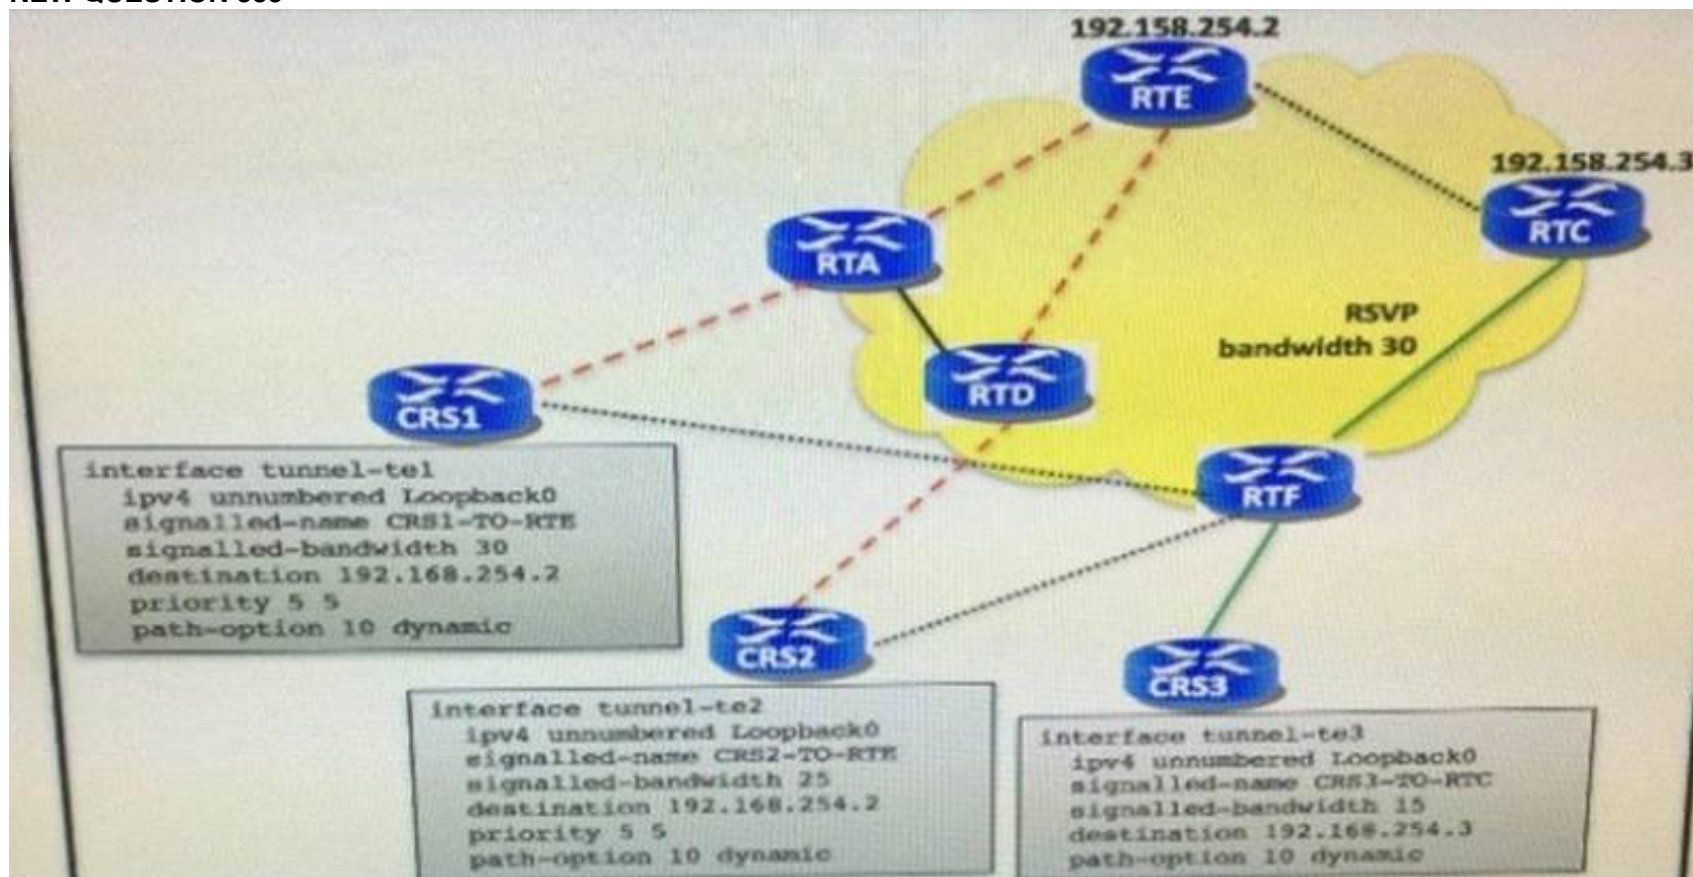 192.158.254.2
RTE
192.158.254.3
RTC
RTA
RSVP
bandwidth 30
RTD
CRS1
RTF
interface tunnel-te1
ipv4 unnumbered Loopback0
signalled-name CRS1-TO-RTE
signalled-bandwidth 30
destination 192.168.254.2
priority 5 5
path-option 10 dynamic
CRS2
CRS3
interface tunnel-te2
ipv4 unnumbered Loopback0
signalled-name CRS2-TO-RTE
signalled-bandwidth 25
destination 192.168.254.2
priority 5 5
path-option 10 dynamic
interface tunnel-te3
ipv4 unnumbered Loopback0
signalled-name CRS3-TO-RTC
signalled-bandwidth 15
destination 192.168.254.3
path-option 10 dynamic